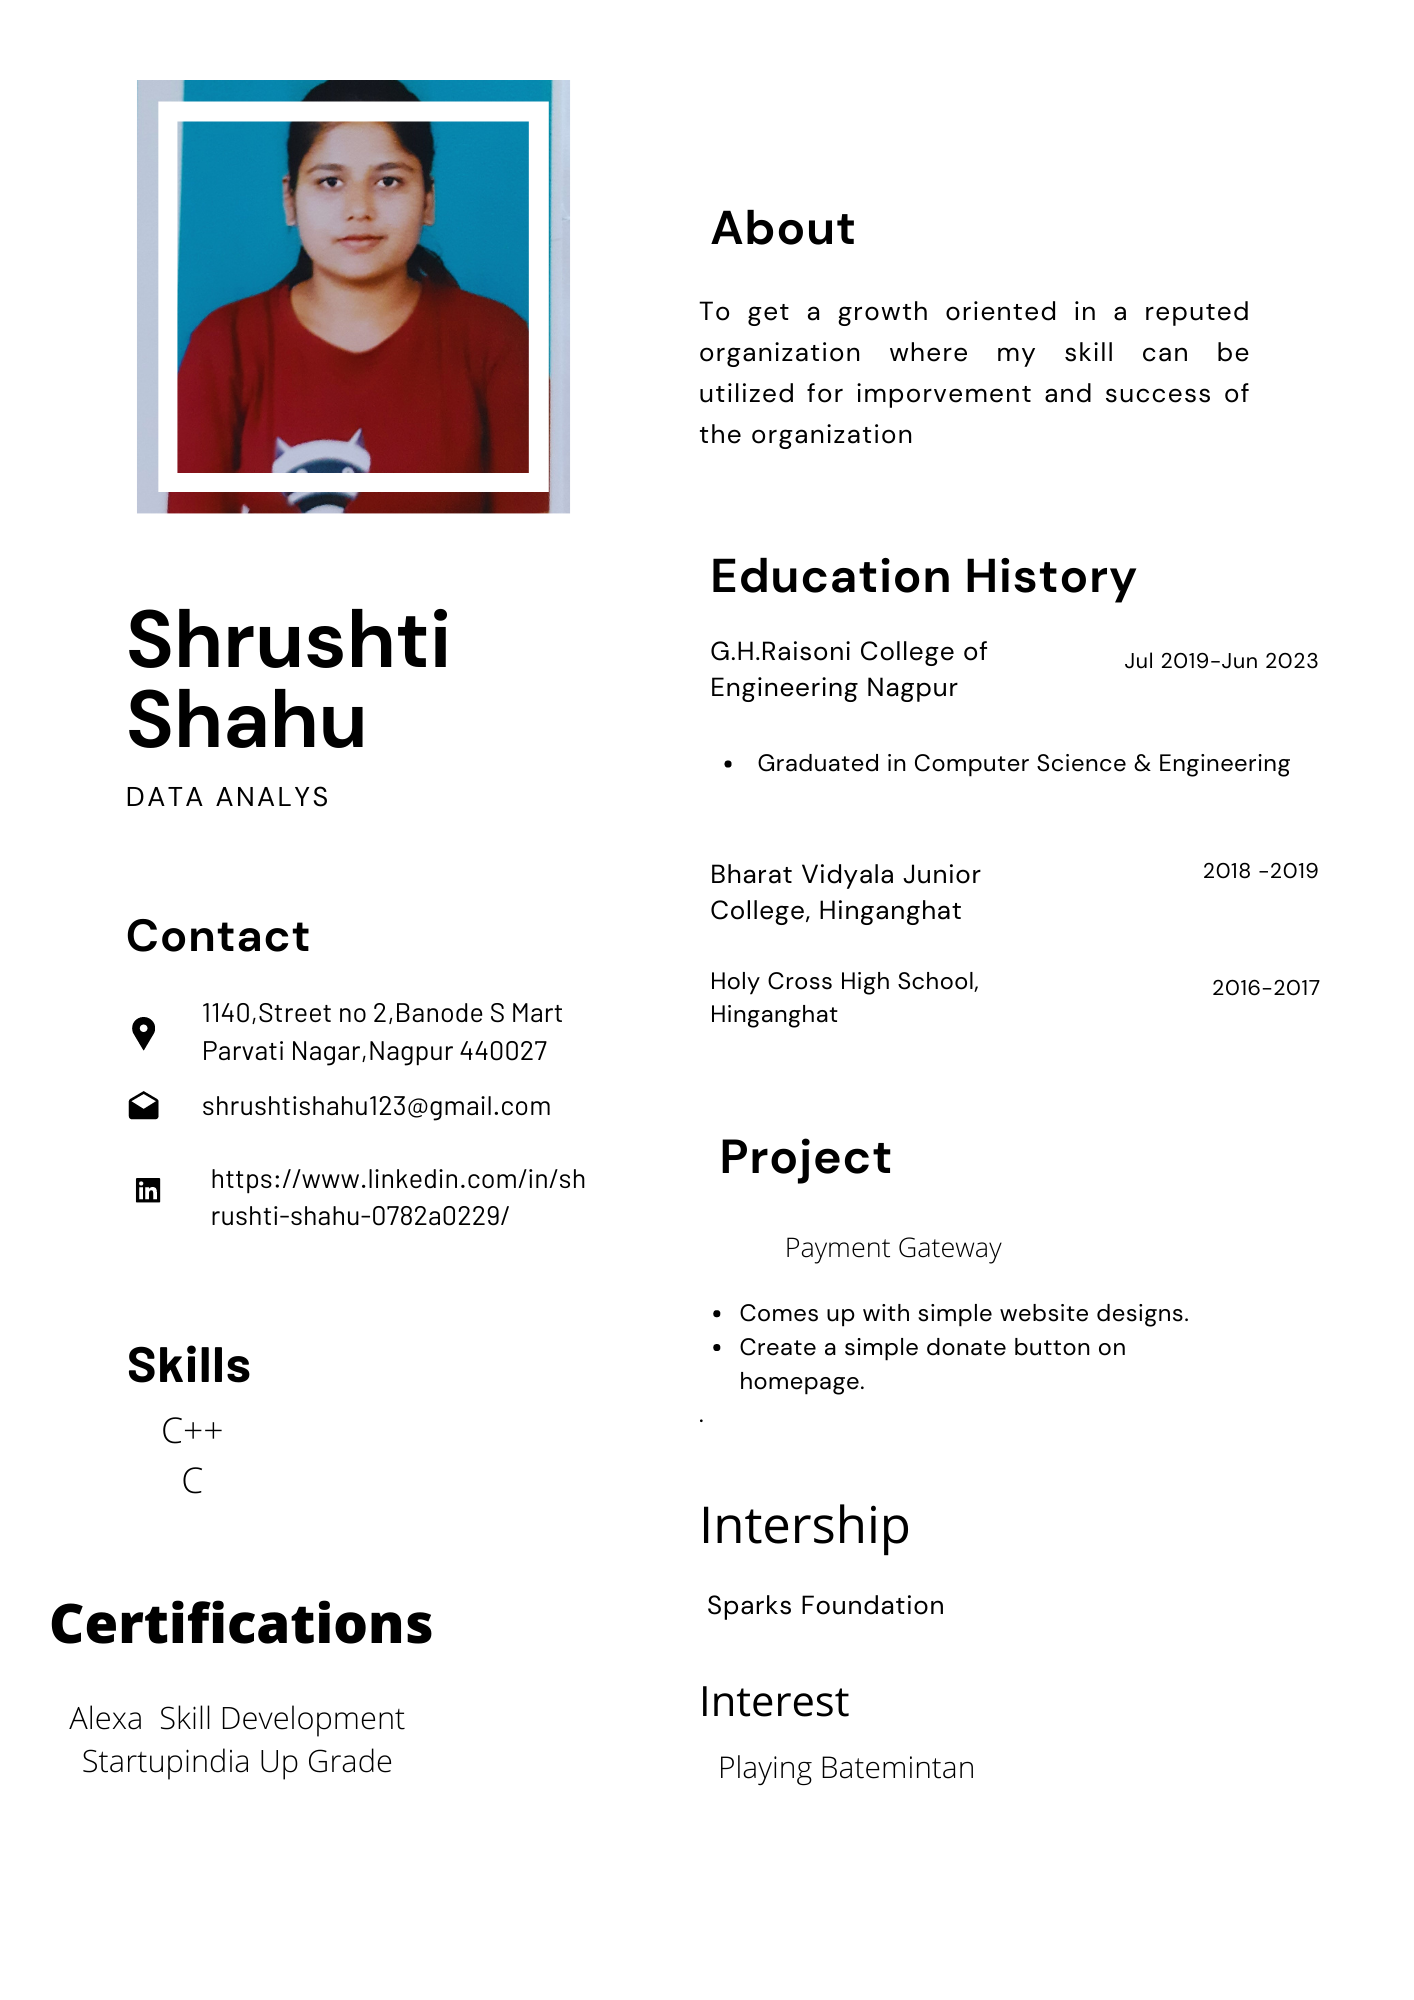 Shrushti
Shahu
DATA ANALYS
Contact
1140,Street no 2,Banode S Mart
Parvati Nagar,Nagpur 440027
shrushtishahu123@gmail.com
https://www.linkedin.com/in/sh
rushti-shahu-0782a0229/
Skills
C++
C
Certifications
Alexa  Skill Development
Startupindia Up Grade
About
To get a growth oriented in a reputed
organization where my skill can be
utilized for imporvement and success of
the organization
Education History
G.H.Raisoni College of
Engineering Nagpur
Jul 2019-Jun 2023
• Graduated in Computer Science & Engineering
Bharat Vidyala Junior
College, Hinganghat
2018 -2019
Holy Cross High School,
Hinganghat
2016-2017
Project
Payment Gateway
• Comes up with simple website designs.
• Create a simple donate button on
homepage.
.
Intership
Sparks Foundation
Interest
Playing Batemintan